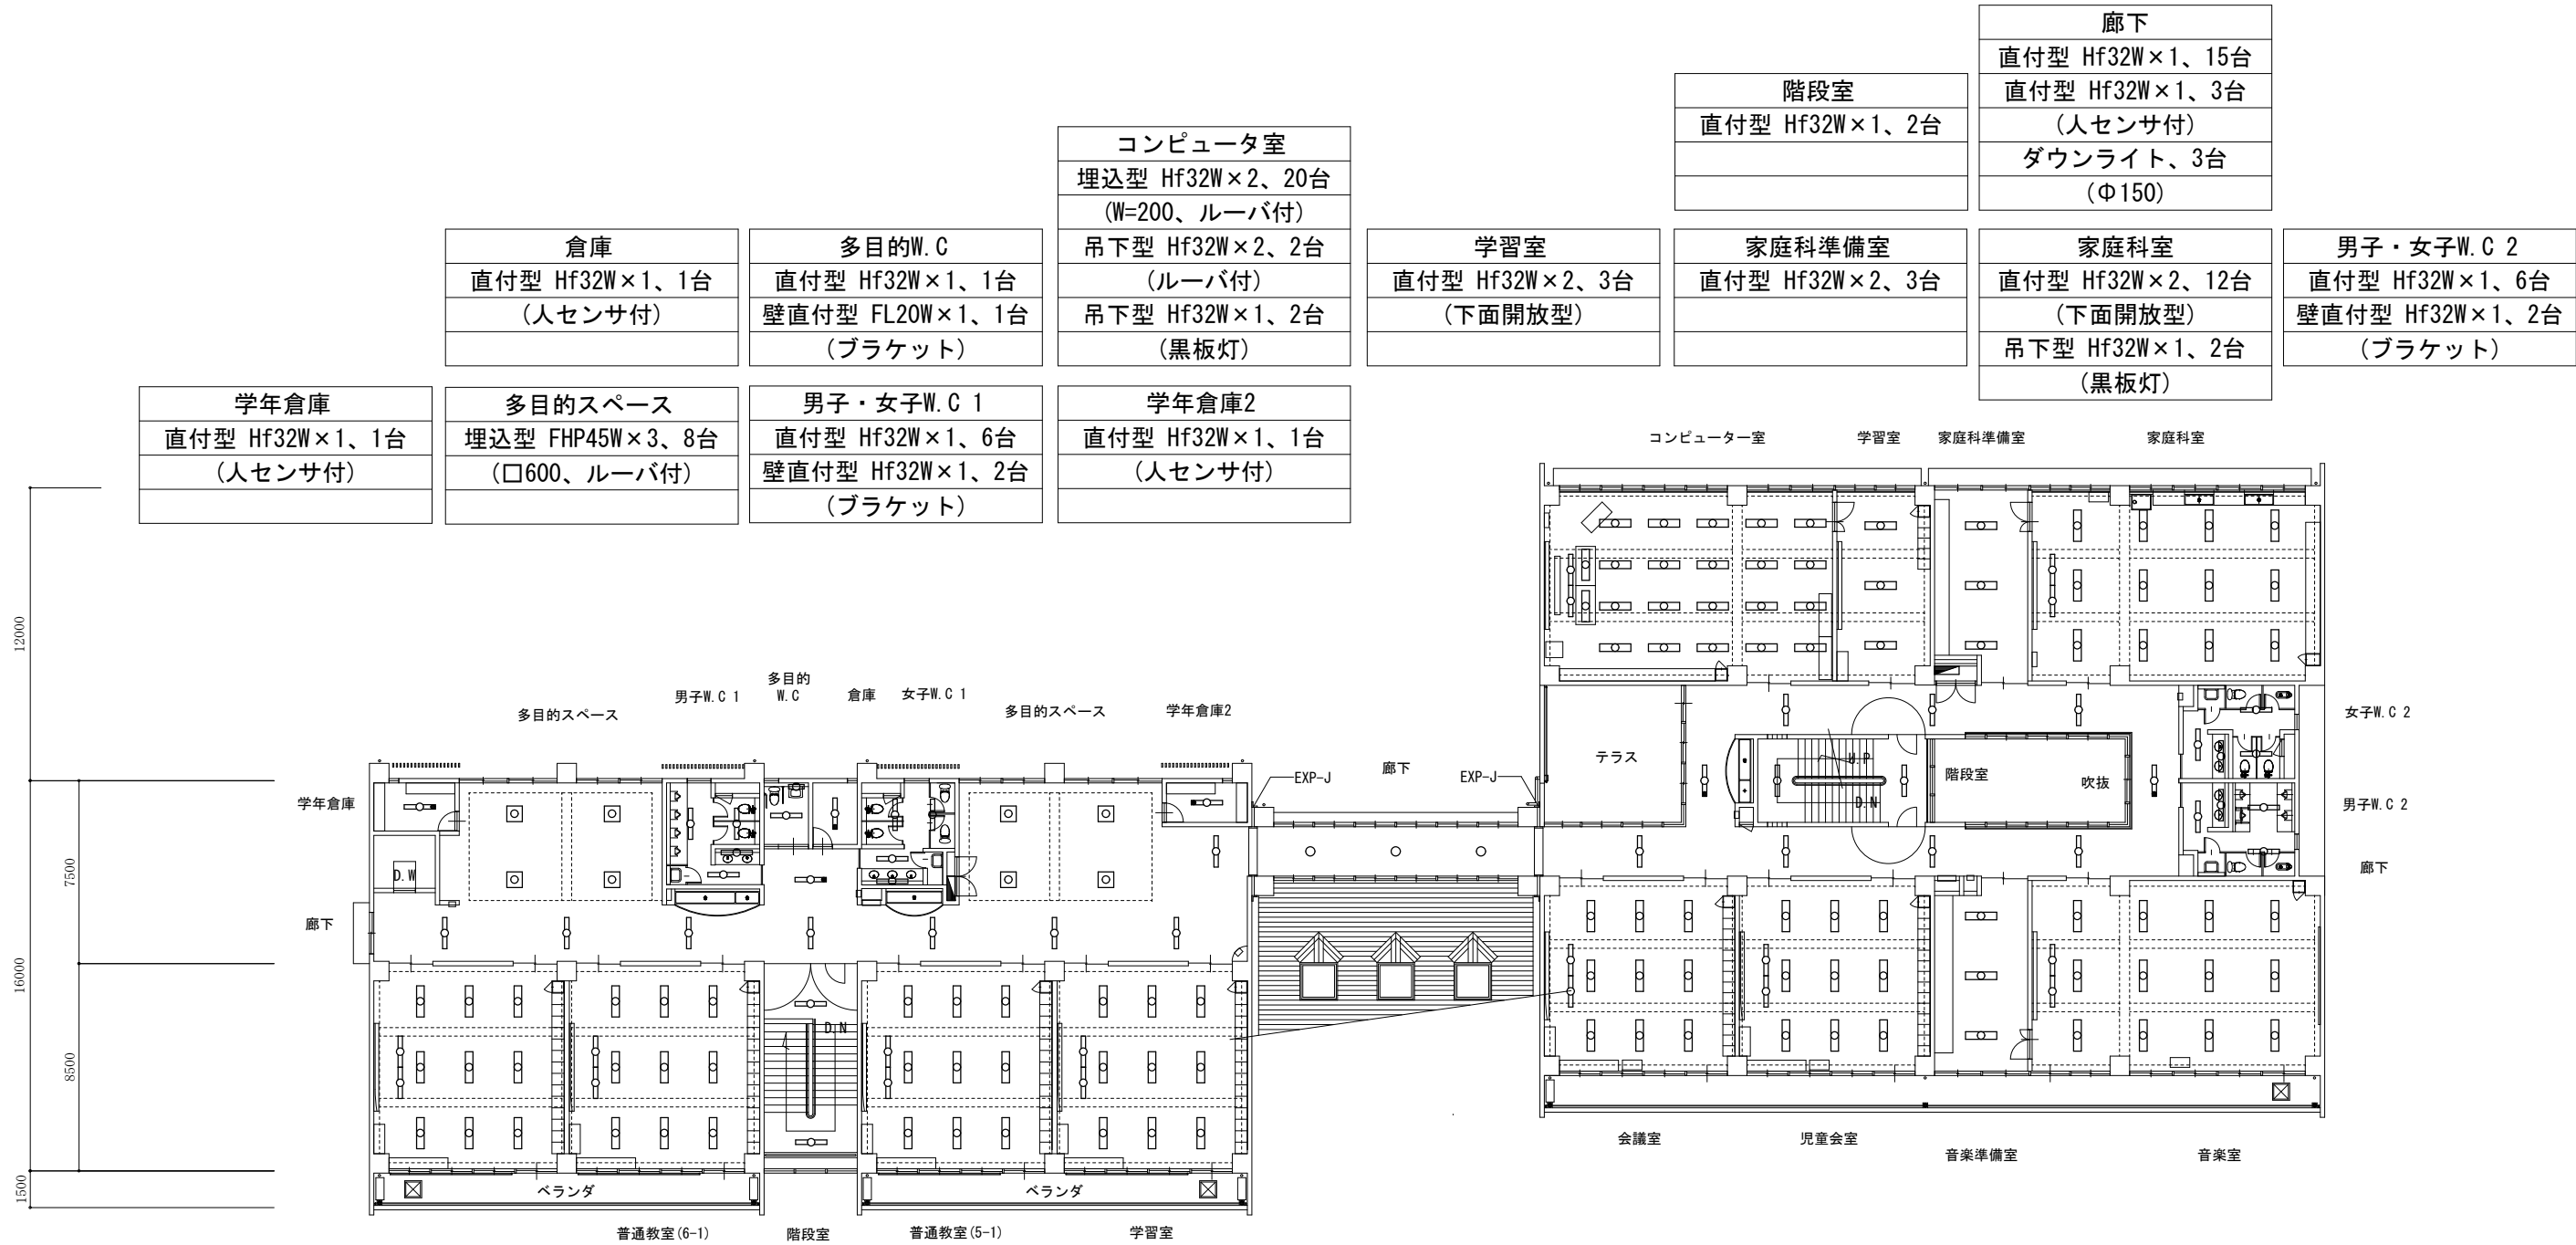 廊下
直付型 Hf32W×1、15台
直付型 Hf32W×1、3台
(人センサ付)
ダウンライト、3台
(Φ150)
階段室
直付型 Hf32W×1、2台
コンピュータ室
埋込型 Hf32W×2、20台
(W=200、ルーバ付)
吊下型 Hf32W×2、2台
(ルーバ付)
吊下型 Hf32W×1、2台
(黒板灯)
倉庫
直付型 Hf32W×1、1台
(人センサ付)
多目的W.C
直付型 Hf32W×1、1台
壁直付型 FL20W×1、1台
(ブラケット)
学習室
直付型 Hf32W×2、3台
(下面開放型)
家庭科準備室
直付型 Hf32W×2、3台
家庭科室
直付型 Hf32W×2、12台
(下面開放型)
吊下型 Hf32W×1、2台
(黒板灯)
男子・女子W.C 2
直付型 Hf32W×1、6台
壁直付型 Hf32W×1、2台
(ブラケット)
学年倉庫
直付型 Hf32W×1、1台
(人センサ付)
多目的スペース
埋込型 FHP45W×3、8台
(□600、ルーバ付)
男子・女子W.C 1
直付型 Hf32W×1、6台
壁直付型 Hf32W×1、2台
(ブラケット)
学年倉庫2
直付型 Hf32W×1、1台
(人センサ付)
コンピューター室
学習室
家庭科準備室
家庭科室
12000
7500
16000
8500
1500
多目的スペース
男子W.C 1
多目的
W.C
倉庫
女子W.C 1
多目的スペース
学年倉庫2
学年倉庫
D.W
廊下
D.N
EXP-J
廊下
EXP-J
テラス
U.P
D.N
階段室
吹抜
女子W.C 2
男子W.C 2
廊下
ベランダ
ベランダ
普通教室(6-1)
階段室
普通教室(5-1)
学習室
会議室
児童会室
音楽準備室
音楽室